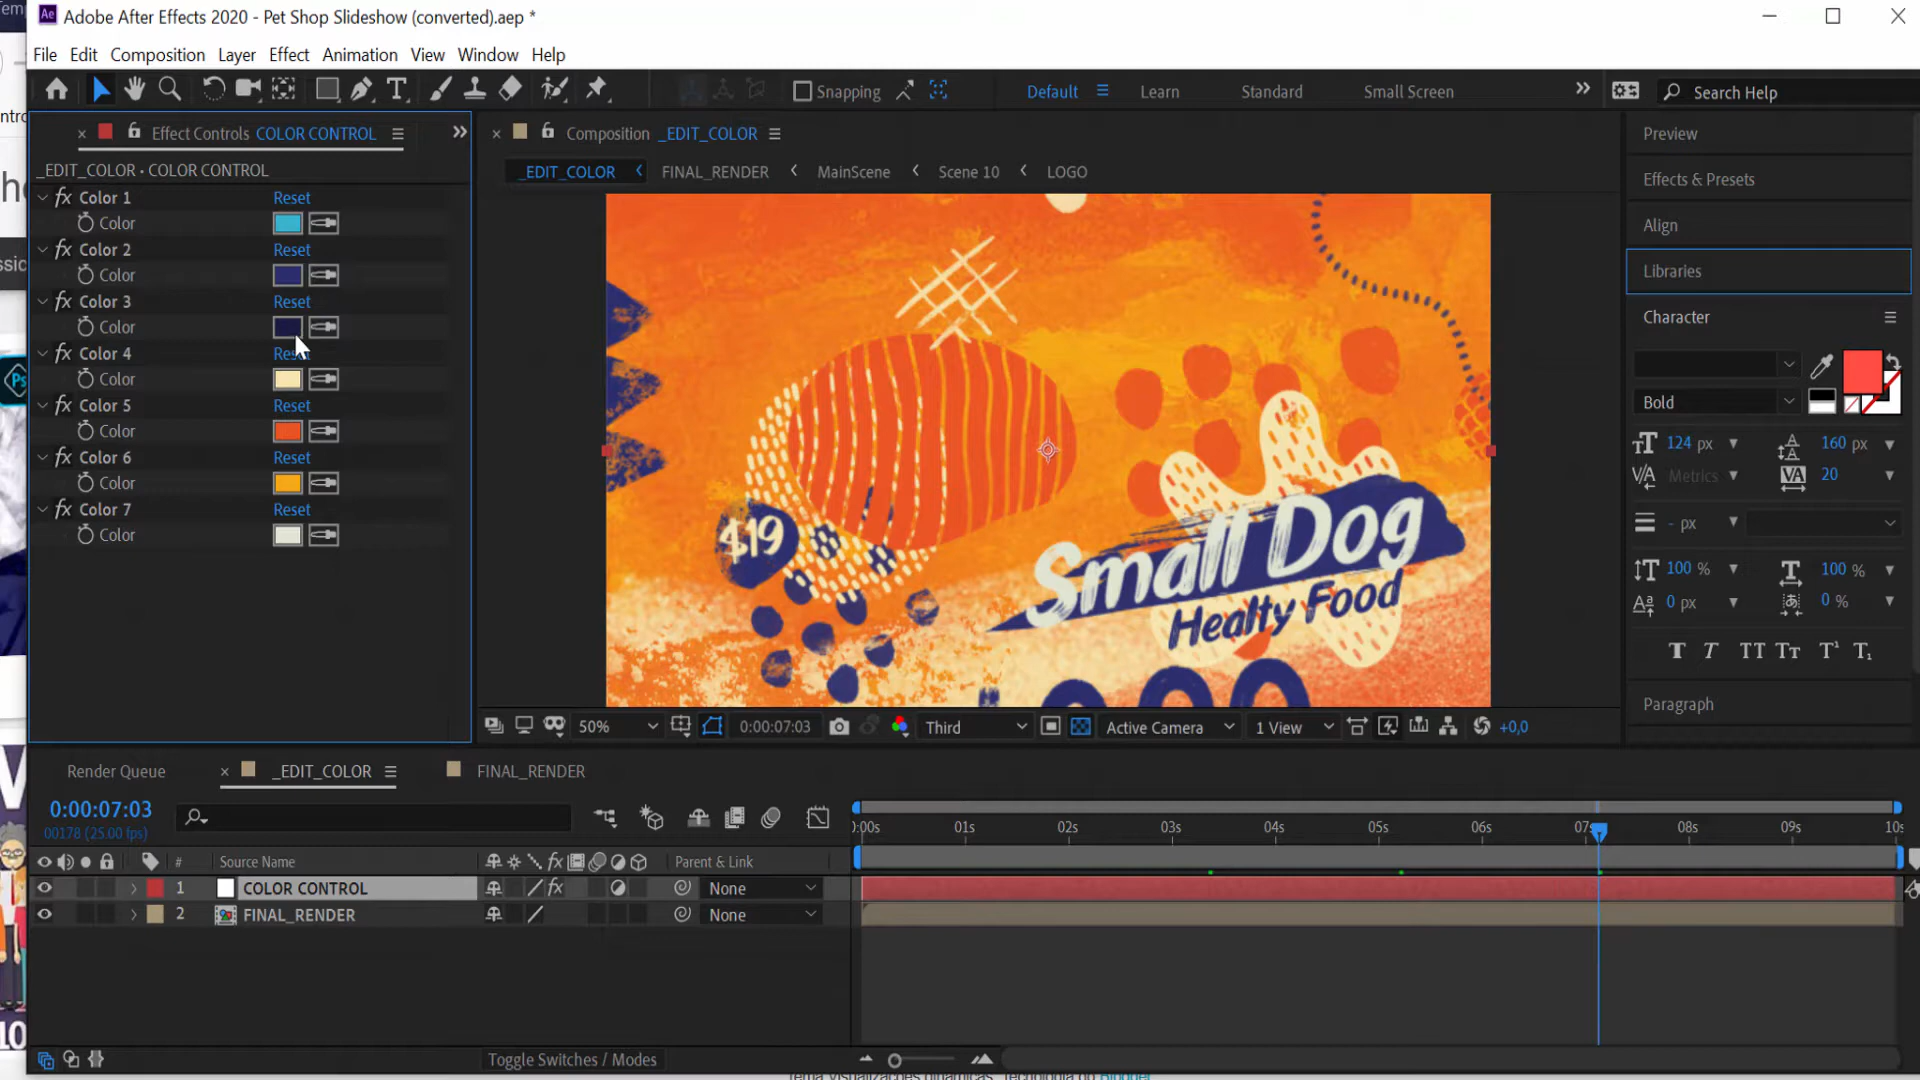 Adobe After Effects 2020 - Pet Shop Slideshow (converted).aep *
File Edit Composition Layer Effect Animation View Window Help
Snapping
Default
Learn
Standard
Small Screen
Search Help
Effect Controls COLOR CONTROL
_EDIT_COLOR • COLOR CONTROL
fx Color 1 Reset
Color
fx Color 2 Reset
Color
fx Color 3 Reset
Color
fx Color 4
Color
fx Color 5 Reset
Color
fx Color 6 Reset
Color
fx Color 7 Reset
Color
Composition _EDIT_COLOR
_EDIT_COLOR FINAL_RENDER MainScene Scene 10 LOGO
$19
Small Dog
Healty Food
50% 0:00:07:03 Third Active Camera 1 View +0,0
Preview
Effects & Presets
Align
Libraries
Character
Bold
124 px 160 px
Metrics 20
- px
100 % 100 %
0 px 0 %
Paragraph
Render Queue _EDIT_COLOR FINAL_RENDER
0:00:07:03
00178 (25.00 fps)
:00s 01s 02s 03s 04s 05s 06s 07s 08s 09s 10s
# Source Name Parent & Link
1 COLOR CONTROL None
2 FINAL_RENDER None
Toggle Switches / Modes
Ps